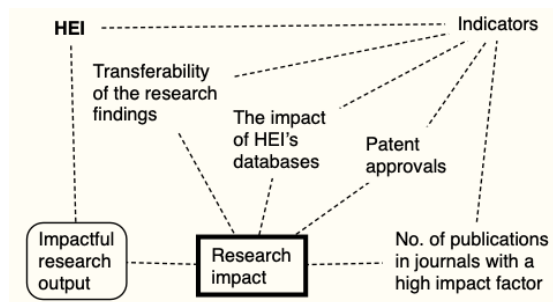 HEI
Indicators
Transferability
of the research
findings
The impact
of HEI's
databases
Patent
approvals
Impactful
research
output
Research
impact
No. of publications
in journals with a
high impact factor